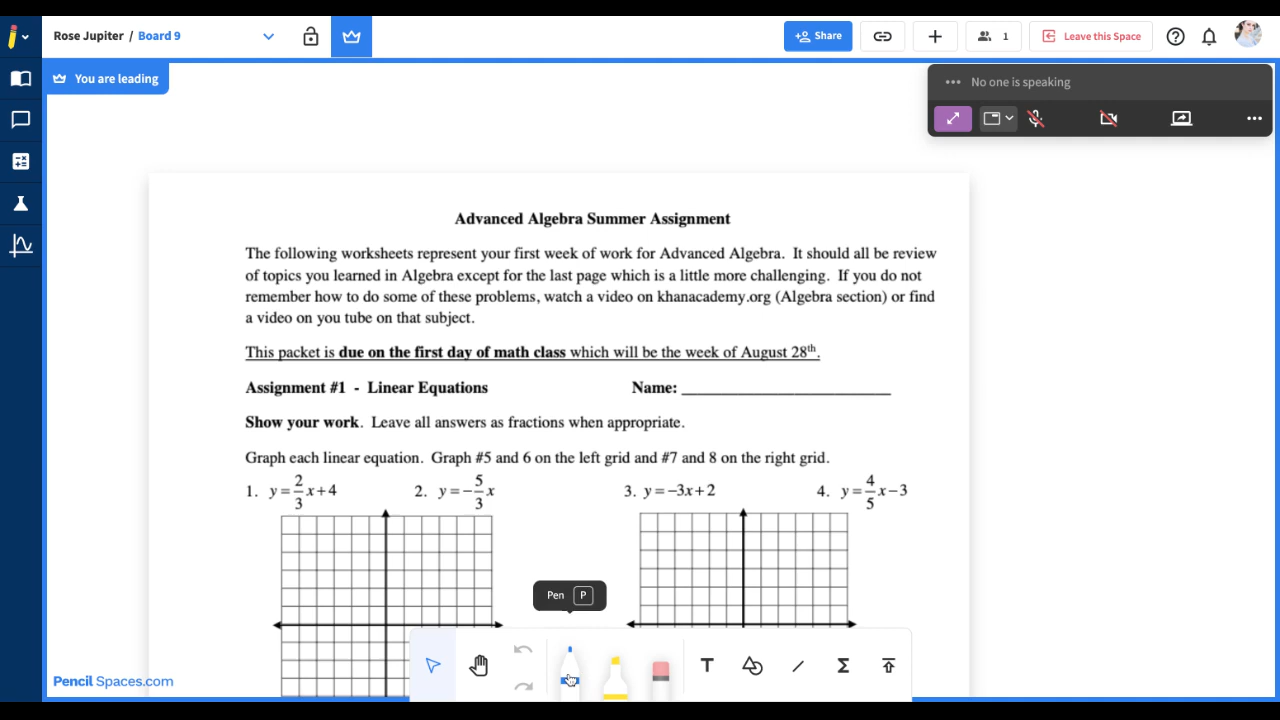 Rose Jupiter / Board 9
Share
1
Leave this Space
You are leading
No one is speaking
Advanced Algebra Summer Assignment
The following worksheets represent your first week of work for Advanced Algebra. It should all be review
of topics you learned in Algebra except for the last page which is a little more challenging. If you do not
remember how to do some of these problems, watch a video on khanacademy.org (Algebra section) or find
a video on you tube on that subject.
This packet is due on the first day of math class which will be the week of August 28th.
Assignment #1 - Linear Equations Name: ____________________
Show your work. Leave all answers as fractions when appropriate.
Graph each linear equation. Graph #5 and 6 on the left grid and #7 and 8 on the right grid.
1. y=2/3x+4 2. y=-5/3x 3. y=-3x+2 4. y=4/5x-3
Pen P
T
Σ
PencilSpaces.com